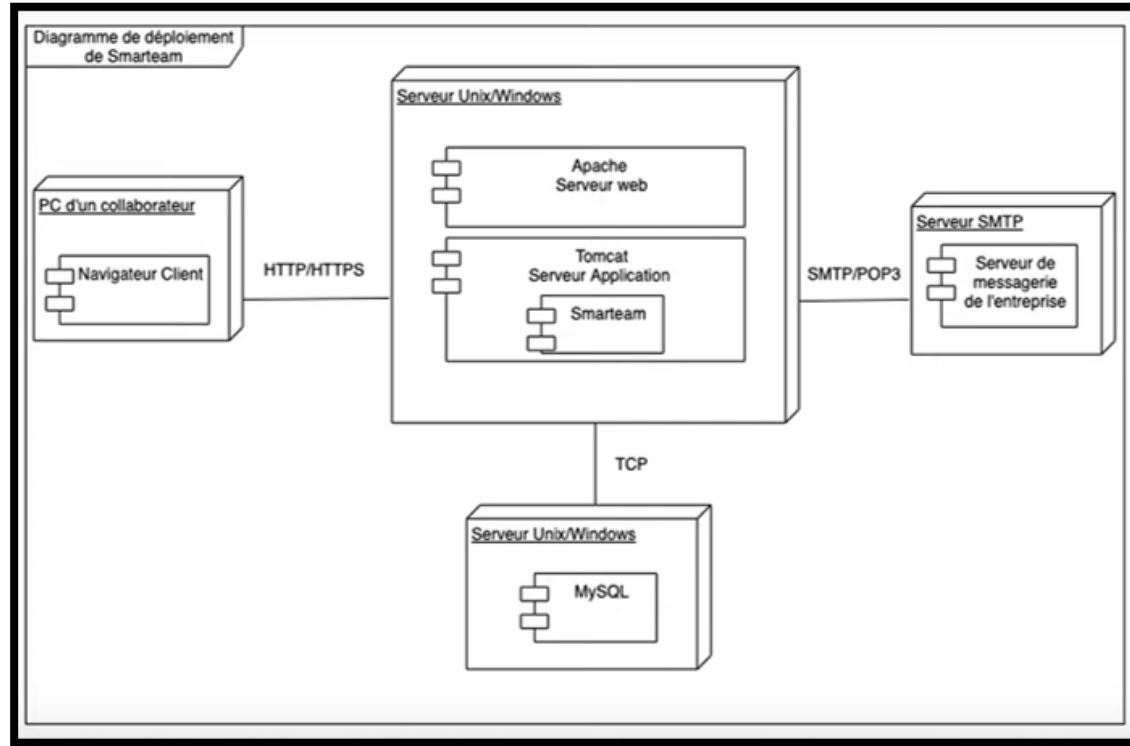 Diagramme de déploiement
de Smarteam
Serveur Unix/Windows
Apache
Serveur web
PC d'un collaborateur
Serveur SMTP
Navigateur Client
HTTP/HTTPS
Tomcat
Serveur Application
Smarteam
SMTP/POP3
Serveur de
messagerie
de l'entreprise
TCP
Serveur Unix/Windows
MySQL